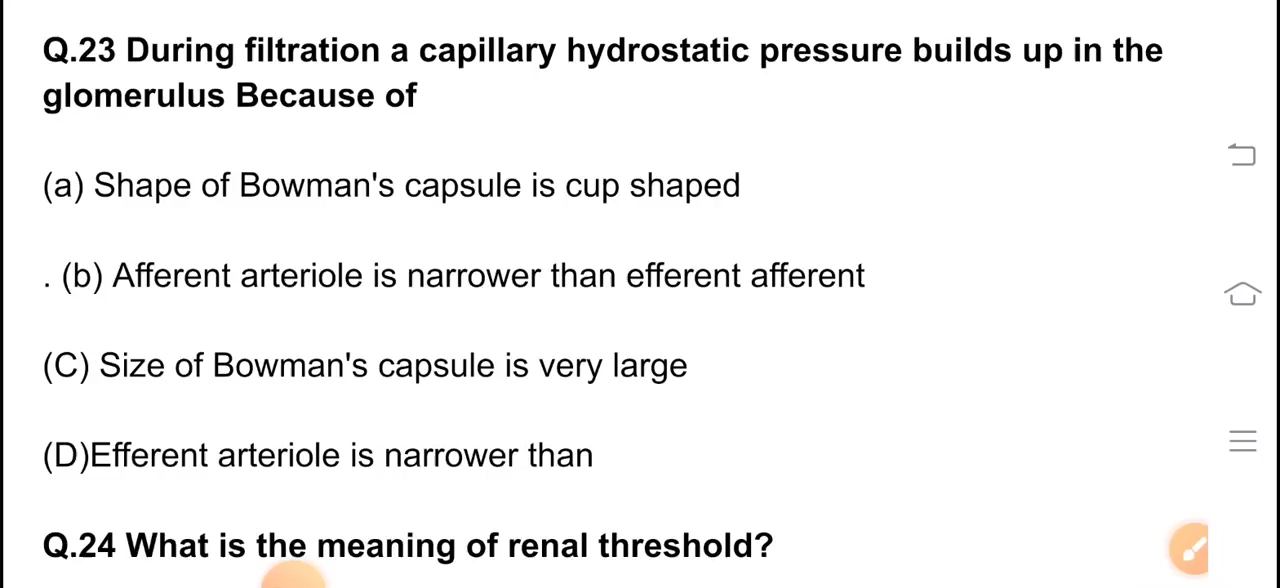 Q.23 During filtration a capillary hydrostatic pressure builds up in the
glomerulus Because of
(a) Shape of Bowman's capsule is cup shaped
. (b) Afferent arteriole is narrower than efferent afferent
(C) Size of Bowman's capsule is very large
(D)Efferent arteriole is narrower than
Q.24 What is the meaning of renal threshold?